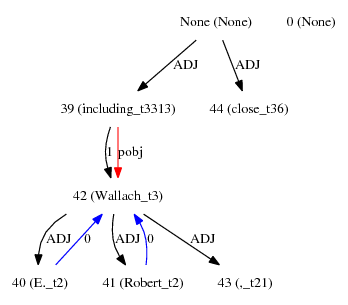 None (None) 0 (None)
ADJ ADJ
39 (including_t3313) 44 (close_t36)
1 pobj
42 (Wallach_t3)
ADJ 0 ADJ 0 ADJ
40 (E._t2) 41 (Robert_t2) 43 (,_t21)